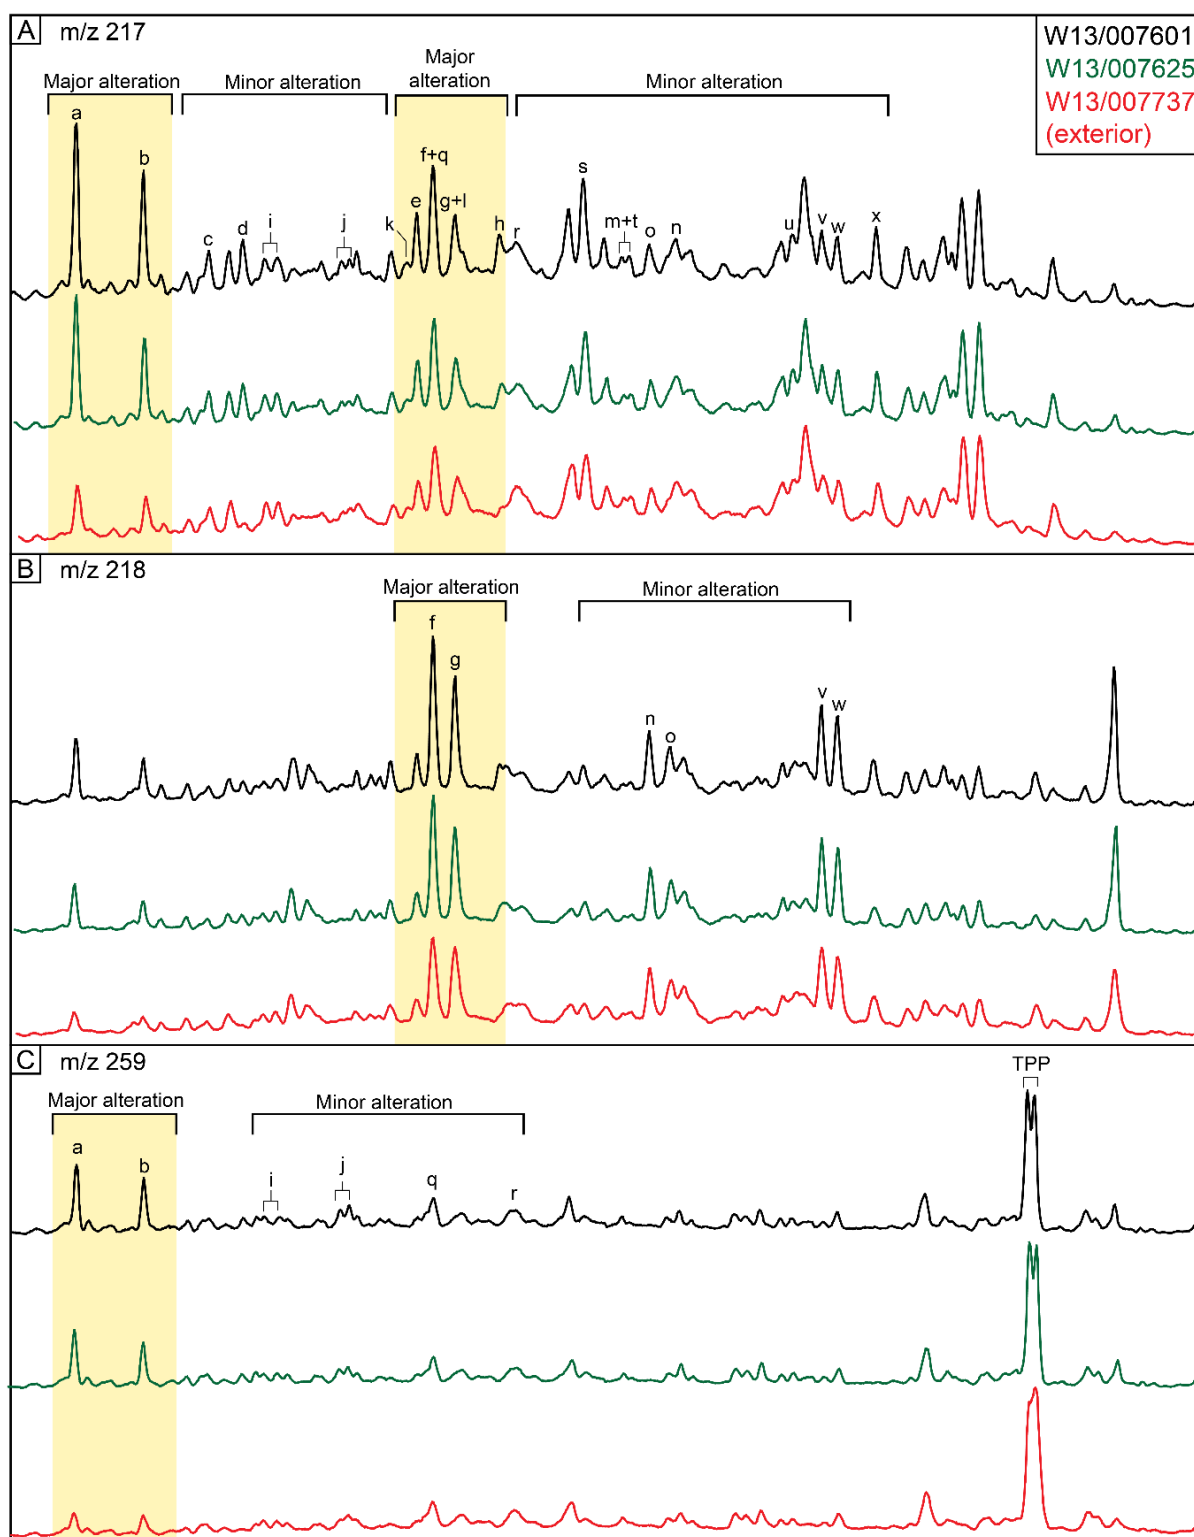 A m/z 217
W13/007601
W13/007625
W13/007737
(exterior)
Major alteration
Minor alteration
Major
alteration
Minor alteration
a
b
c
d
i
j
k
e
f+q
g+l
h
r
s
m+t
o
n
u
v
w
x
B m/z 218
Major alteration
Minor alteration
f
g
n
o
v
w
C m/z 259
TPP
Major alteration
Minor alteration
a
b
i
j
q
r